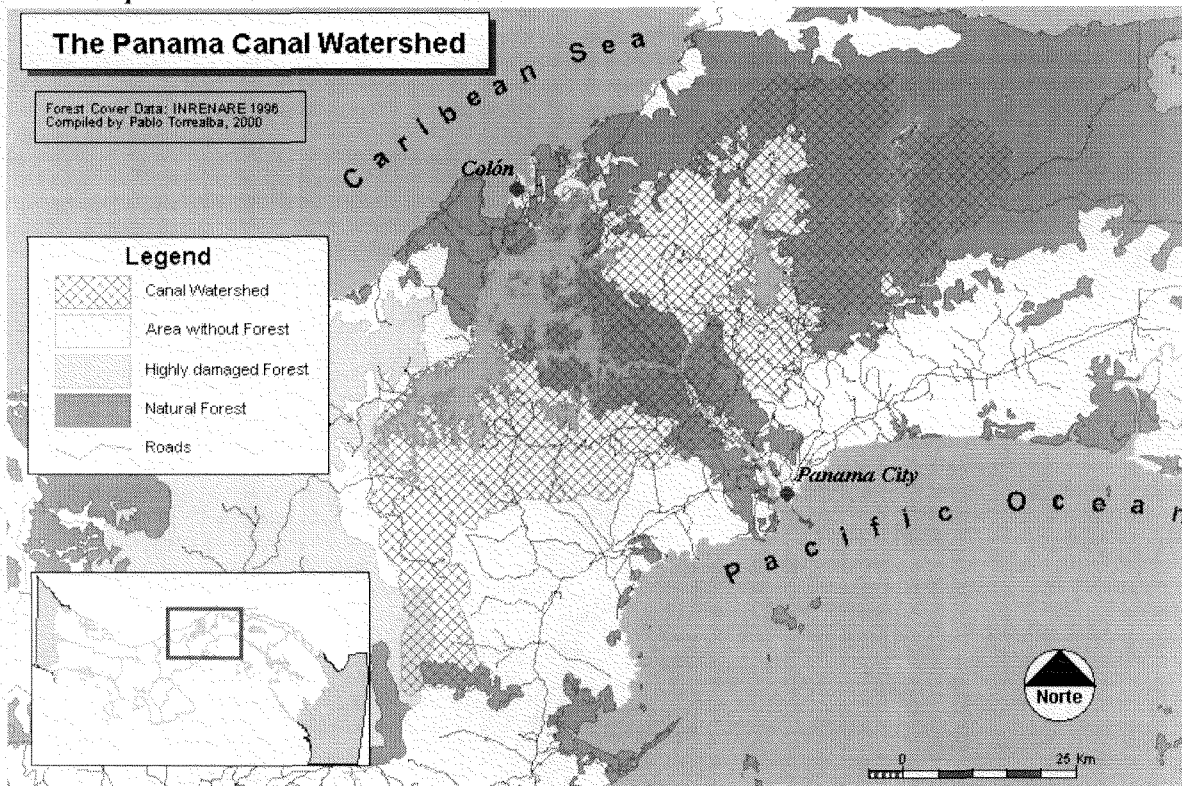 The Panama Canal Watershed
Forest Cover Data: INRENARE 1996
Compiled by Pablo Torrealba, 2000
Caribean Sea
Colón
Legend
Canal Watershed
Area without Forest
Highly damaged Forest
Natural Forest
Roads
Panama City
Pacific Ocean
Norte
0 25 Km